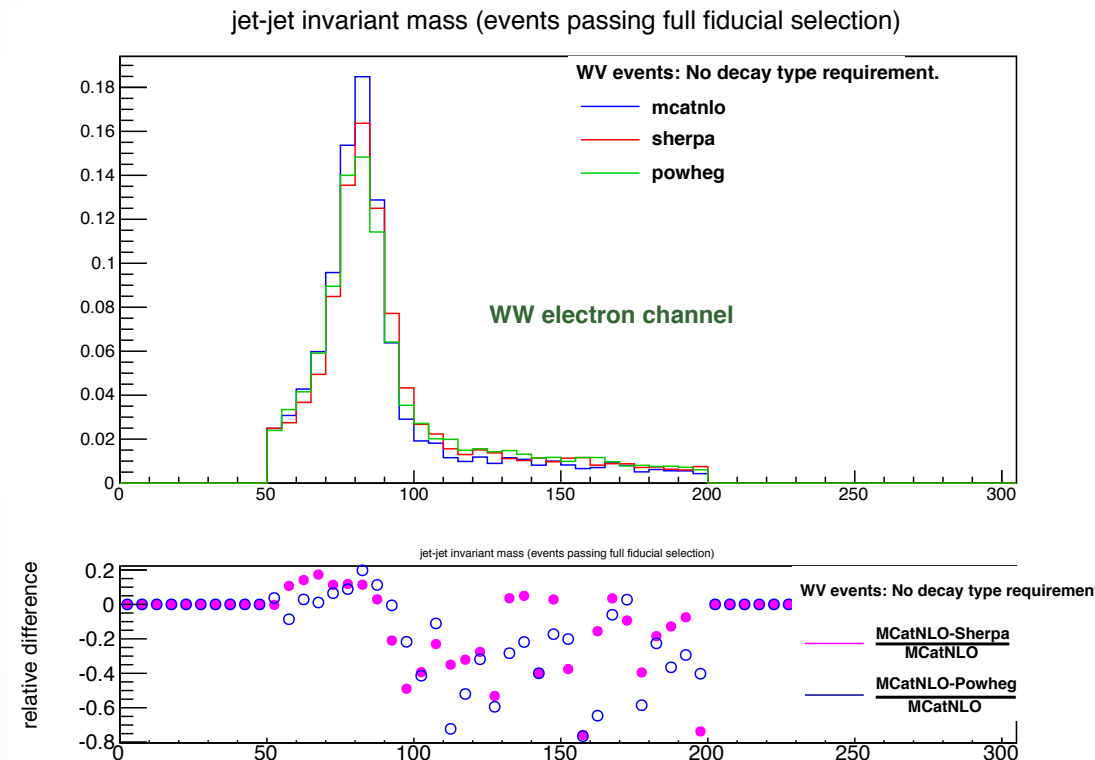 jet-jet invariant mass (events passing full fiducial selection)
WV events: No decay type requirement.
mcatnlo
sherpa
powheg
WW electron channel
0.18
0.16
0.14
0.12
0.1
0.08
0.06
0.04
0.02
0
0 50 100 150 200 250 300
jet-jet invariant mass (events passing full fiducial selection)
relative difference
WV events: No decay type requiremen
MCatNLO-Sherpa
MCatNLO
MCatNLO-Powheg
MCatNLO
0.2
0
-0.2
-0.4
-0.6
-0.8
0 50 100 150 200 250 300